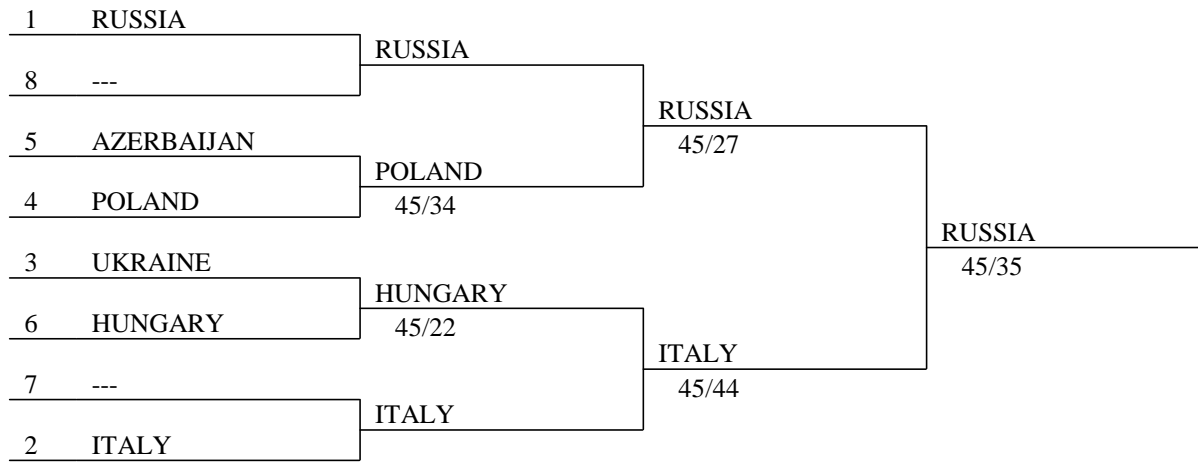 1 RUSSIA
RUSSIA
8 ---
RUSSIA
45/27
5 AZERBAIJAN
POLAND
45/34
4 POLAND
RUSSIA
45/35
3 UKRAINE
HUNGARY
45/22
6 HUNGARY
ITALY
45/44
7 ---
ITALY
2 ITALY